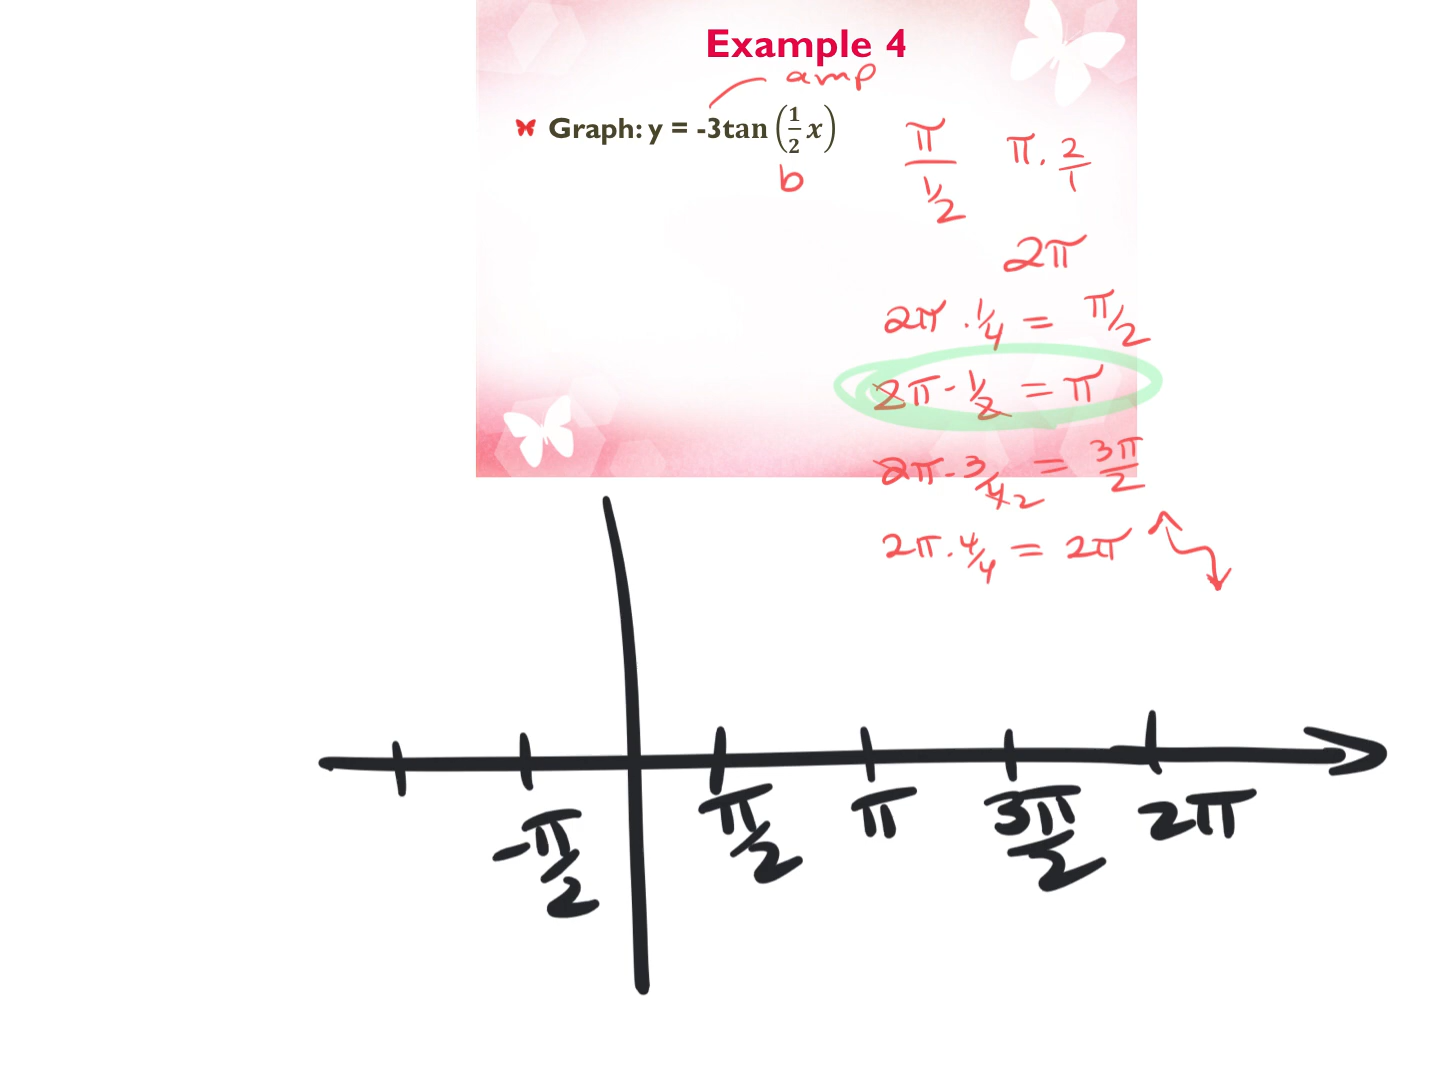 Example 4
amp
Graph: y = -3tan (1/2 x)
b
π / 1/2
π · 2/1
2π
2π · 1/4 = π/2
2π · 1/2 = π
2π · 3/4 2 = 3π/2
2π · 4/4 = 2π
-π/2 π/2 π 3π/2 2π